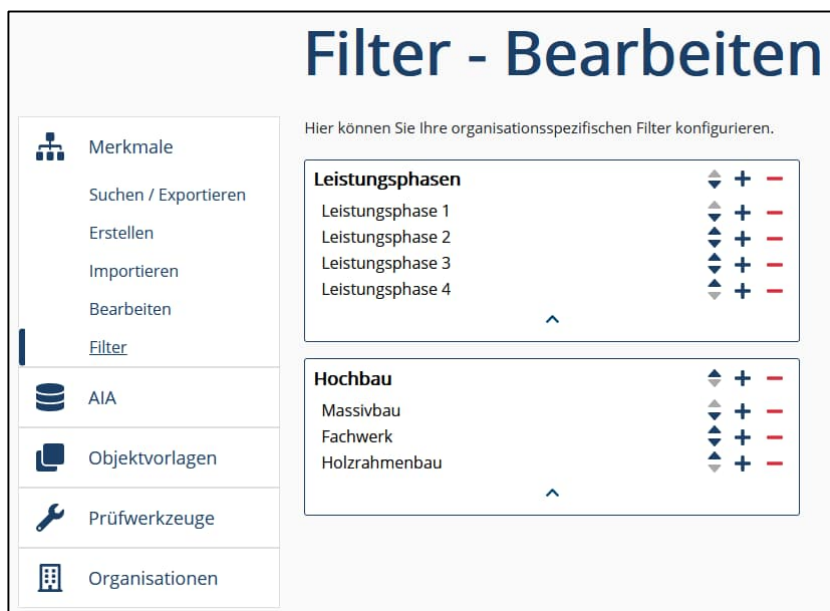 Filter - Bearbeiten
Merkmale
Suchen / Exportieren
Erstellen
Importieren
Bearbeiten
Filter
AIA
Objektvorlagen
Prüfwerkzeuge
Organisationen
Hier können Sie Ihre organisationsspezifischen Filter konfigurieren.
Leistungsphasen
Leistungsphase 1
Leistungsphase 2
Leistungsphase 3
Leistungsphase 4
Hochbau
Massivbau
Fachwerk
Holzrahmenbau